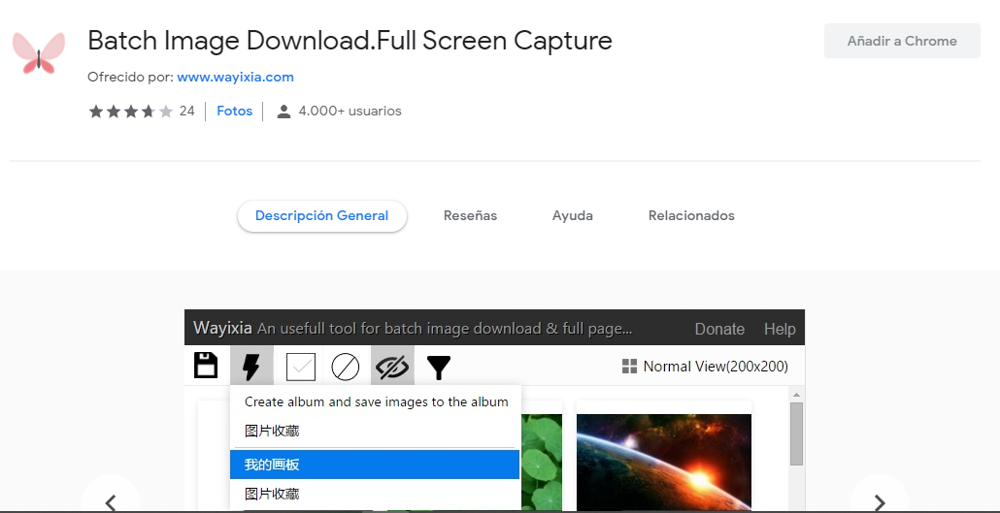 Batch Image Download.Full Screen Capture
Añadir a Chrome
Ofrecido por: www.wayixia.com
24 Fotos 4.000+ usuarios
Descripción General Reseñas Ayuda Relacionados
Wayixia An usefull tool for batch image download & full page... Donate Help
Normal View(200x200)
Create album and save images to the album
图片收藏
我的画板
图片收藏